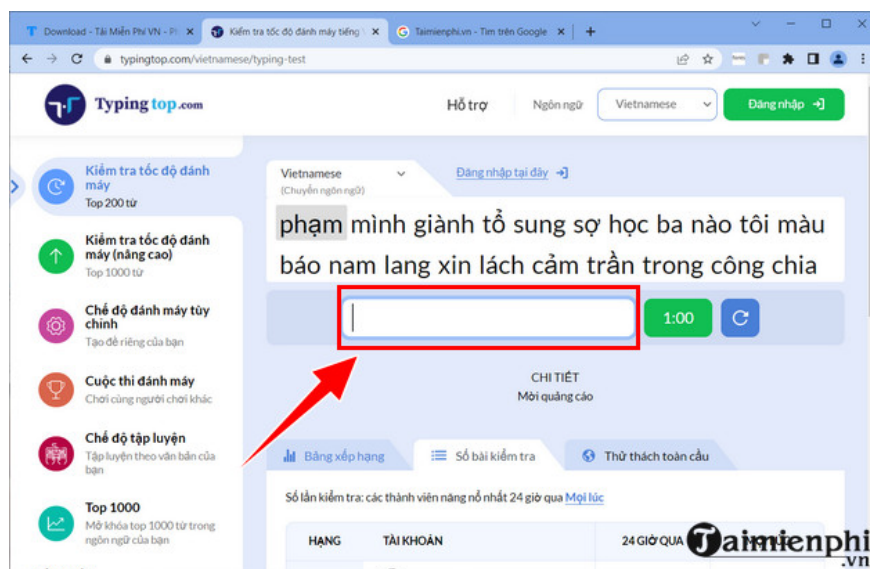 Download - Tải Miễn Phí VN - Ph
Kiểm tra tốc độ đánh máy tiếng V
Taimienphi.vn - Tìm trên Google
typingtop.com/vietnamese/typing-test
Typingtop.com
Hỗ trợ
Ngôn ngữ
Vietnamese
Đăng nhập
Kiểm tra tốc độ đánh máy
Top 200 từ
Kiểm tra tốc độ đánh máy (nâng cao)
Top 1000 từ
Chế độ đánh máy tùy chỉnh
Tạo đề riêng của bạn
Cuộc thi đánh máy
Chơi cùng người chơi khác
Chế độ tập luyện
Tập luyện theo văn bản của bạn
Top 1000
Mở khóa top 1000 từ trong ngôn ngữ của bạn
Vietnamese
(Chuyển ngôn ngữ)
Đăng nhập tại đây
phạm mình giành tổ sung sợ học ba nào tôi màu
báo nam lang xin lách cảm trần trong công chia
1:00
CHI TIẾT
Mời quảng cáo
Bảng xếp hạng
Số bài kiểm tra
Thử thách toàn cầu
Số lần kiểm tra: các thành viên năng nổ nhất 24 giờ qua Mọi lúc
HẠNG
TÀI KHOẢN
24 GIỜ QUA
Taimienphi
.vn